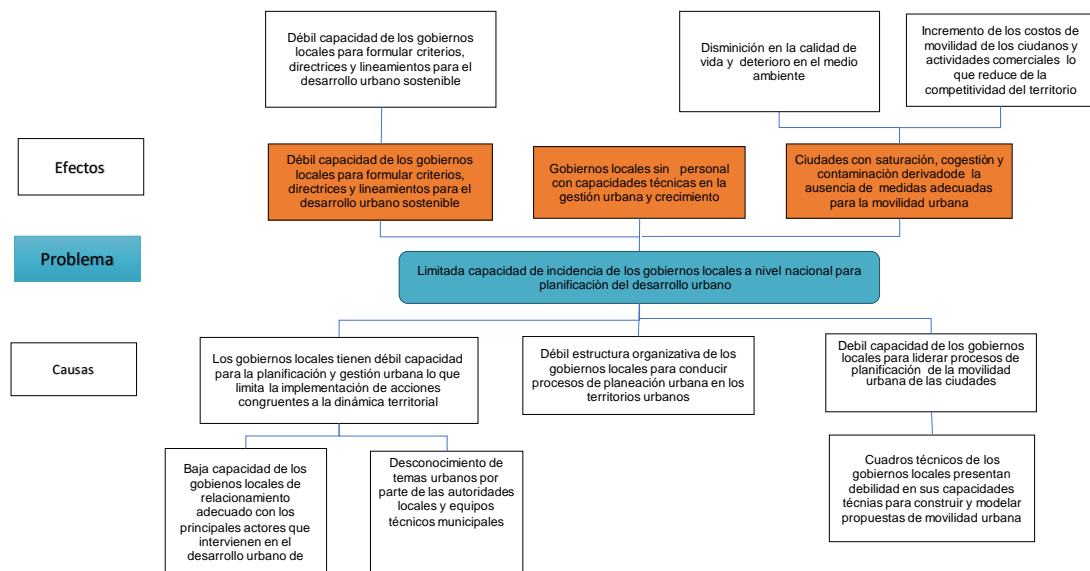 Débil capacidad de los gobiernos
locales para formular criterios,
directrices y lineamientos para el
desarrollo urbano sostenible
Disminición en la calidad de
vida y deterioro en el medio
ambiente
Incremento de los costos de
movilidad de los ciudanos y
actividades comerciales lo
que reduce de la
competitividad del territorio
Efectos
Débil capacidad de los gobiernos
locales para formular criterios,
directrices y lineamientos para el
desarrollo urbano sostenible
Gobiernos locales sin personal
con capacidades técnicas en la
gestión urbana y crecimiento
Ciudades con saturación, cogestiòn y
contaminaciòn derivadode la
ausencia de medidas adecuadas
para la movilidad urbana
Problema
Limitada capacidad de incidencia de los gobiernos locales a nivel nacional para
planificaciòn del desarrollo urbano
Causas
Los gobiernos locales tienen débil capacidad
para la planificación y gestión urbana lo que
limita la implementación de acciones
congruentes a la dinámica territorial
Débil estructura organizativa de los
gobiernos locales para conducir
procesos de planeación urbana en los
territorios urbanos
Debil capacidad de los gobiernos
locales para liderar procesos de
planificación de la movilidad
urbana de las ciudades
Baja capacidad de los
gobienos locales de
relacionamiento
adecuado con los
principales actores que
intervienen en el
desarrollo urbano de
Desconocimiento de
temas urbanos por
parte de las autoridades
locales y equipos
técnicos municipales
Cuadros técnicos de los
gobiernos locales presentan
debilidad en sus capacidades
técnias para construir y modelar
propuestas de movilidad urbana